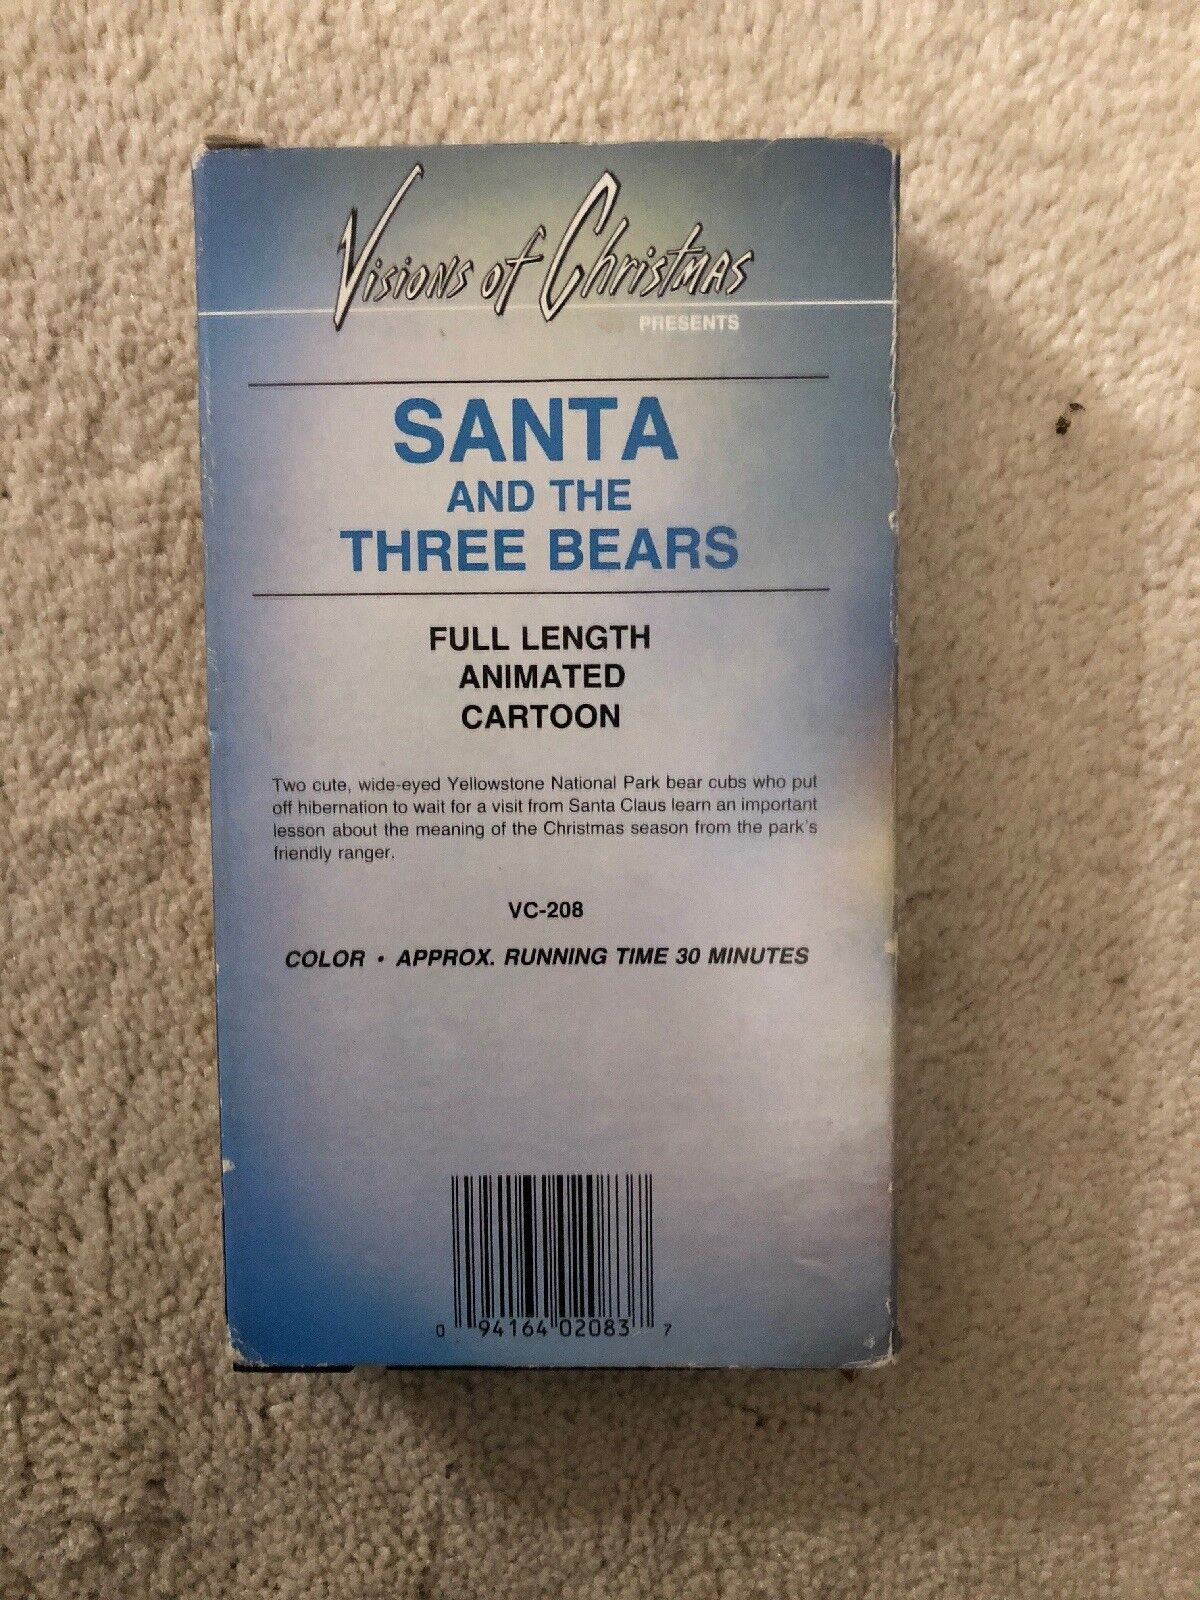 Visions of Christmas
PRESENTS
SANTA
AND THE
THREE BEARS
FULL LENGTH
ANIMATED
CARTOON
Two cute, wide-eyed Yellowstone National Park bear cubs who put
off hibernation to wait for a visit from Santa Claus learn an important
lesson about the meaning of the Christmas season from the park's
friendly ranger.
VC-208
COLOR • APPROX. RUNNING TIME 30 MINUTES
0 94164 02083 7